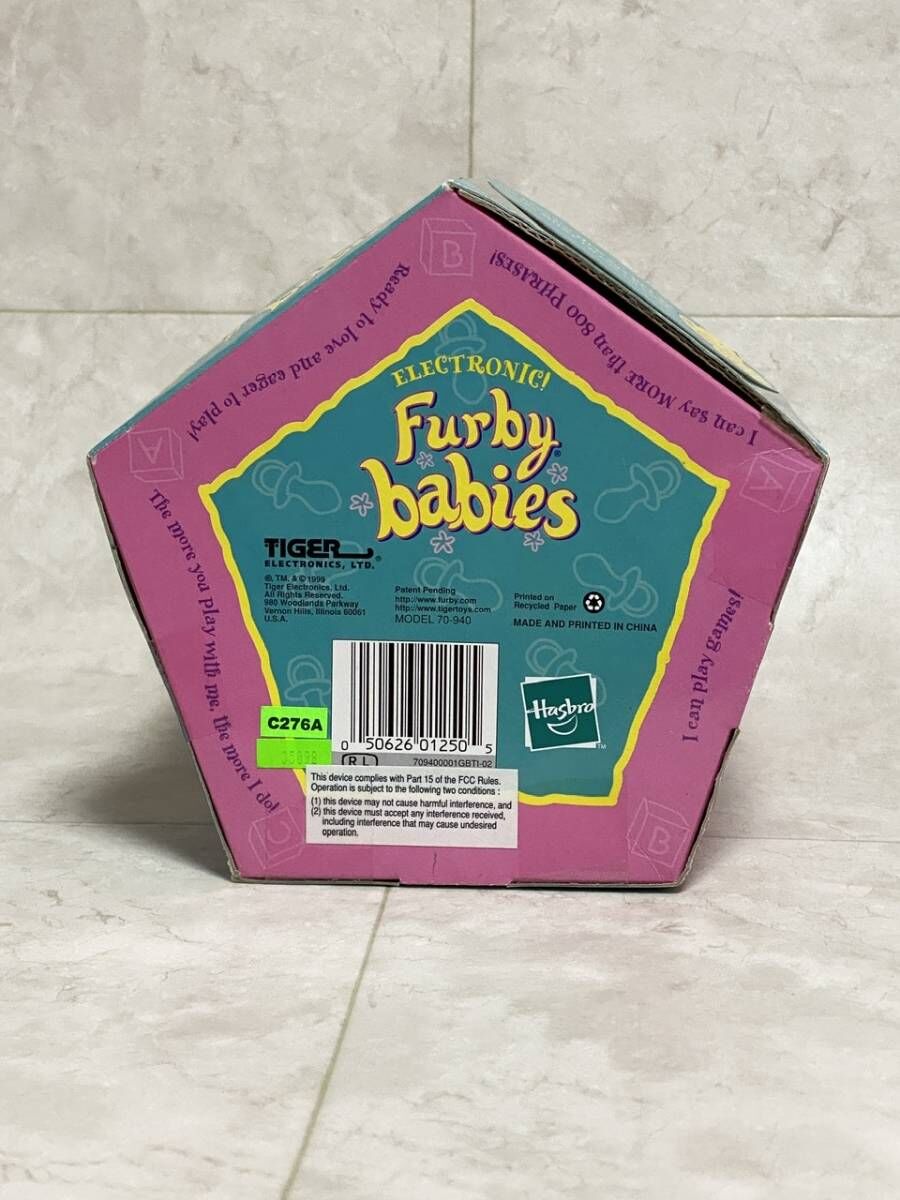 B
Ready to love and eager to play!
I can say MORE than 800 PHRASES!
ELECTRONIC!
Furby®
babies
A
A
The more you play with me, the more I do!
I can play games!
TIGER®
ELECTRONICS, LTD.
®, TM, & © 1999
Tiger Electronics, Ltd.
All Rights Reserved.
980 Woodlands Parkway
Vernon Hills, Illinois 60061
U.S.A.
Patent Pending
http://www.furby.com
http://www.tigertoys.com
MODEL 70-940
Printed on
Recycled Paper
MADE AND PRINTED IN CHINA
Hasbro
TM
C276A
0 50626 01250 5
R L
709400001GBTI-02
This device complies with Part 15 of the FCC Rules.
Operation is subject to the following two conditions :
(1) this device may not cause harmful interference, and
(2) this device must accept any interference received,
including interference that may cause undesired
operation.
C
B